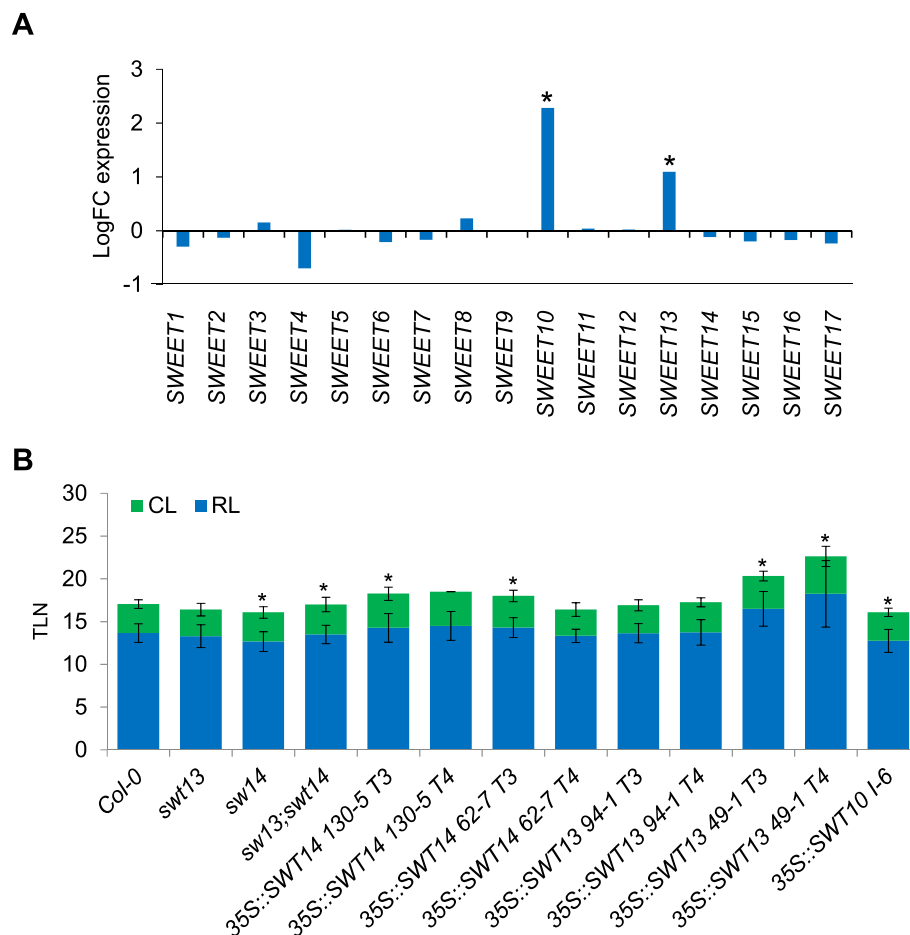 A
LogFC expression
3
*
2
*
1
0
-1
SWEET1
SWEET2
SWEET3
SWEET4
SWEET5
SWEET6
SWEET7
SWEET8
SWEET9
SWEET10
SWEET11
SWEET12
SWEET13
SWEET14
SWEET15
SWEET16
SWEET17
B
TLN
30
CL RL
25
20
15
10
5
0
* * * * * * *
Col-0
swt13
sw14
sw13;swt14
35S::SWT14 130-5 T3
35S::SWT14 130-5 T4
35S::SWT14 62-7 T3
35S::SWT14 62-7 T4
35S::SWT13 94-1 T3
35S::SWT13 94-1 T4
35S::SWT13 49-1 T3
35S::SWT13 49-1 T4
35S::SWT10 I-6